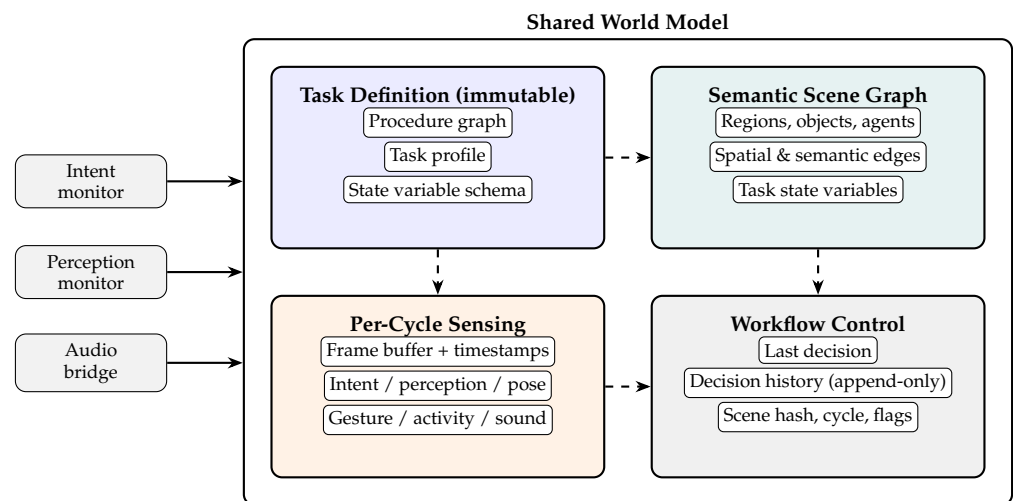 Shared World Model
Task Definition (immutable)
Procedure graph
Task profile
State variable schema
Semantic Scene Graph
Regions, objects, agents
Spatial & semantic edges
Task state variables
Intent
monitor
Perception
monitor
Audio
bridge
Per-Cycle Sensing
Frame buffer + timestamps
Intent / perception / pose
Gesture / activity / sound
Workflow Control
Last decision
Decision history (append-only)
Scene hash, cycle, flags